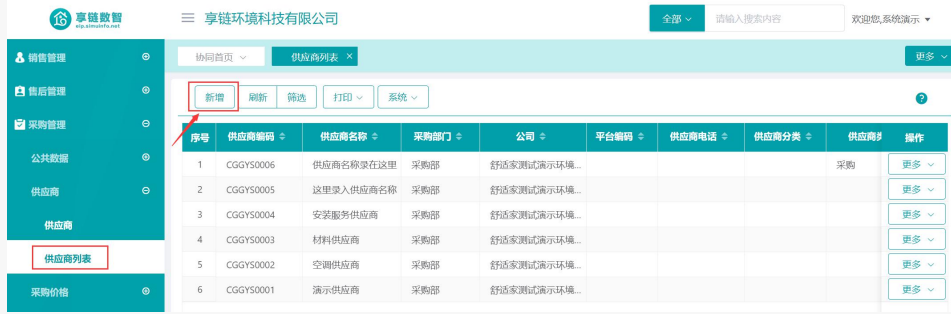 享链数智
sip.simuinfo.net
享链环境科技有限公司
全部
请输入搜索内容
欢迎您,系统演示
销售管理
售后管理
采购管理
公共数据
供应商
供应商
供应商列表
采购价格
协同首页
供应商列表 ×
更多
新增 刷新 筛选 打印 系统
序号 供应商编码 供应商名称 采购部门 公司 平台编码 供应商电话 供应商分类 供应商 操作
1 CGGYS0006 供应商名称录在这里 采购部 舒适家测试演示环境... 采购 更多
2 CGGYS0005 这里录入供应商名称 采购部 舒适家测试演示环境... 更多
3 CGGYS0004 安装服务供应商 采购部 舒适家测试演示环境... 更多
4 CGGYS0003 材料供应商 采购部 舒适家测试演示环境... 更多
5 CGGYS0002 空调供应商 采购部 舒适家测试演示环境... 更多
6 CGGYS0001 演示供应商 采购部 舒适家测试演示环境... 更多